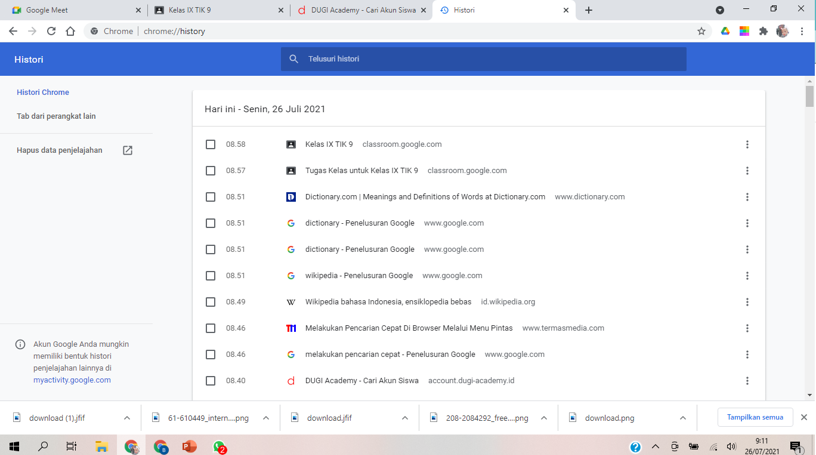 Google Meet
Kelas IX TIK 9
DUGI Academy - Cari Akun Siswa
Histori
Chrome | chrome://history
Histori
Telusuri histori
Histori Chrome
Tab dari perangkat lain
Hapus data penjelajahan
Akun Google Anda mungkin
memiliki bentuk histori
penjelajahan lainnya di
myactivity.google.com
Hari ini - Senin, 26 Juli 2021
08.58 Kelas IX TIK 9 classroom.google.com
08.57 Tugas Kelas untuk Kelas IX TIK 9 classroom.google.com
08.51 Dictionary.com | Meanings and Definitions of Words at Dictionary.com www.dictionary.com
08.51 dictionary - Penelusuran Google www.google.com
08.51 dictionary - Penelusuran Google www.google.com
08.51 wikipedia - Penelusuran Google www.google.com
08.49 Wikipedia bahasa Indonesia, ensiklopedia bebas id.wikipedia.org
08.46 Melakukan Pencarian Cepat Di Browser Melalui Menu Pintas www.termasmedia.com
08.46 melakukan pencarian cepat - Penelusuran Google www.google.com
08.40 DUGI Academy - Cari Akun Siswa account.dugi-academy.id
download (1).jfif
61-610449_intern....png
download.jfif
208-2084292_free....png
download.png
Tampilkan semua
9:11
26/07/2021